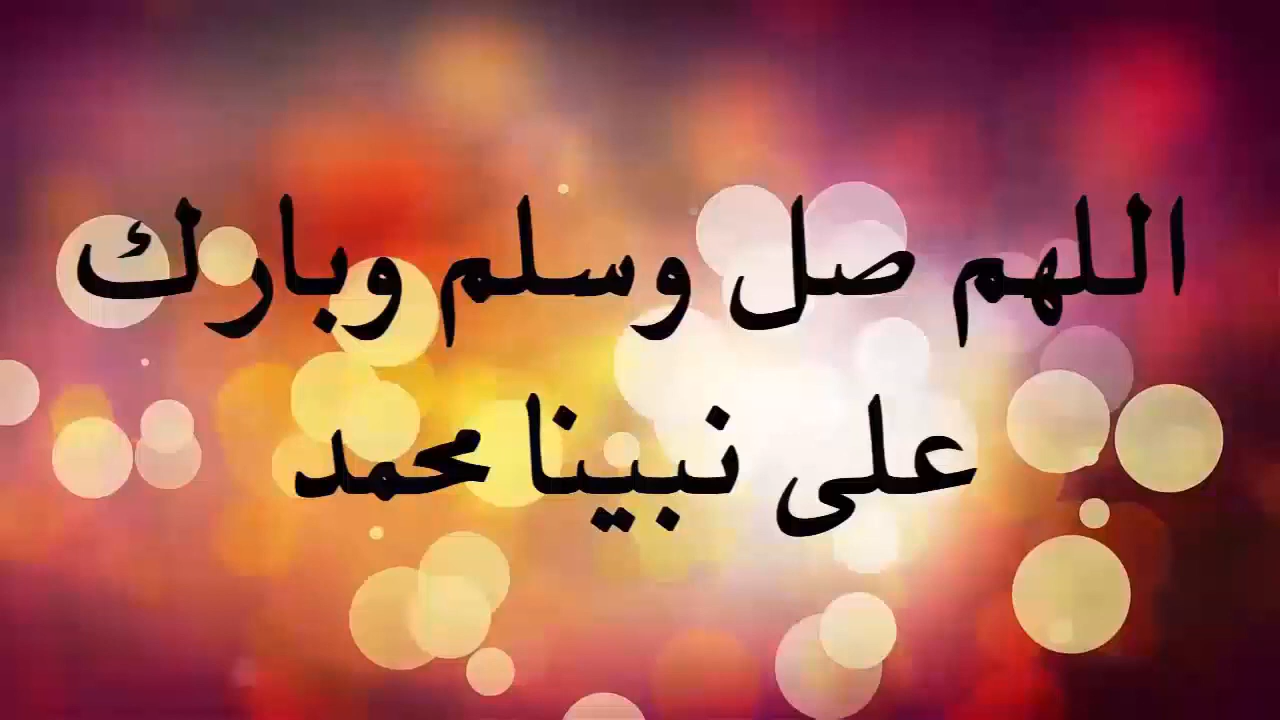 اللهم صل وسلم وبارك
على نبينا محمد